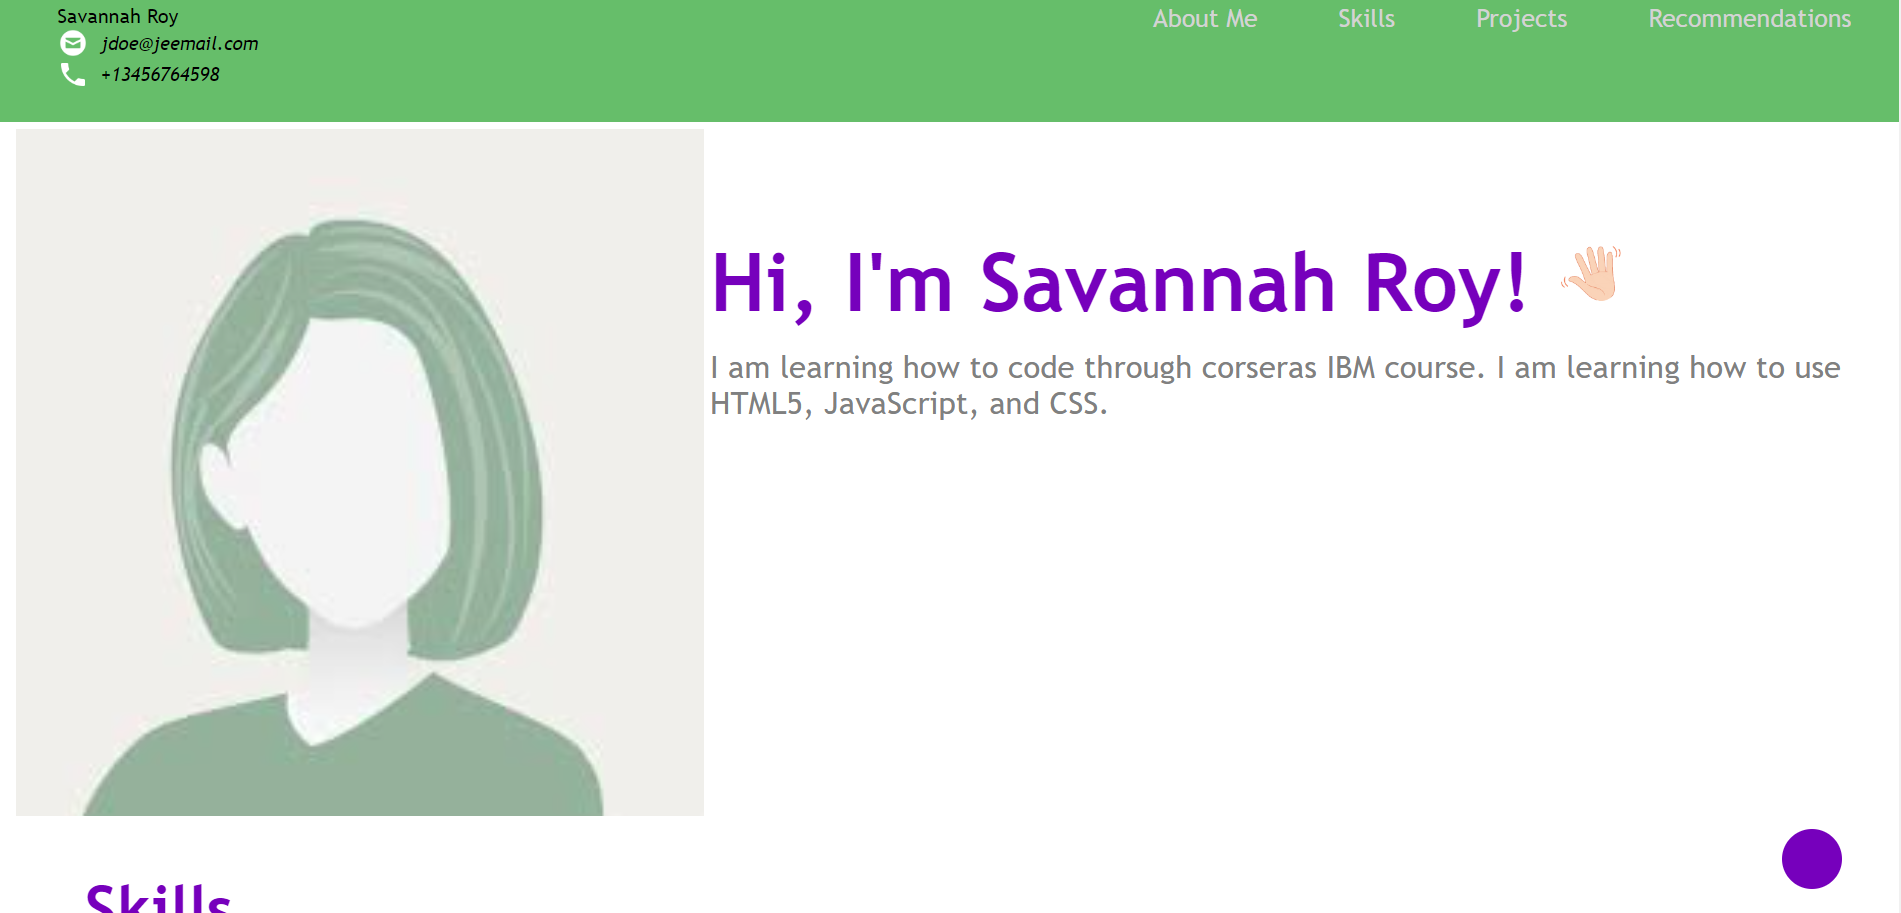 Savannah Roy
jdoe@jeemail.com
+13456764598
About Me Skills Projects Recommendations
Hi, I'm Savannah Roy! 👋🏻
I am learning how to code through corseras IBM course. I am learning how to use
HTML5, JavaScript, and CSS.
Skills